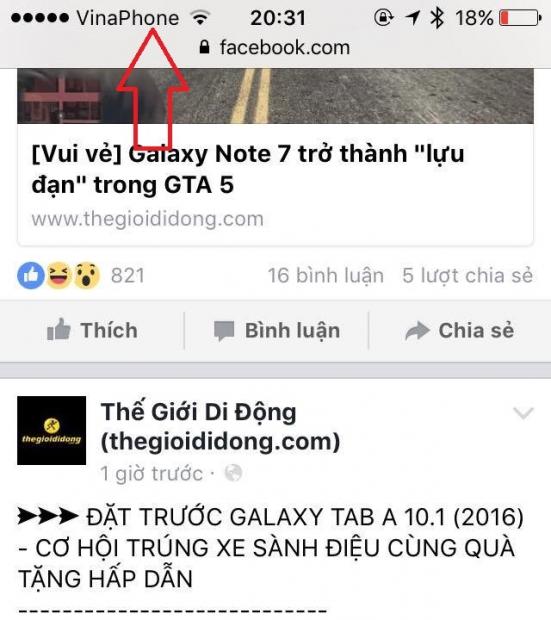 VinaPhone 20:31 18%
facebook.com
[Vui vẻ] Galaxy Note 7 trở thành "lựu
đạn" trong GTA 5
www.thegioididong.com
821 16 bình luận 5 lượt chia sẻ
Thích Bình luận Chia sẻ
thegioididong
Thế Giới Di Động
(thegioididong.com)
1 giờ trước ·
➤➤➤ ĐẶT TRƯỚC GALAXY TAB A 10.1 (2016)
- CƠ HỘI TRÚNG XE SÀNH ĐIỆU CÙNG QUÀ
TẶNG HẤP DẪN
---------------------------